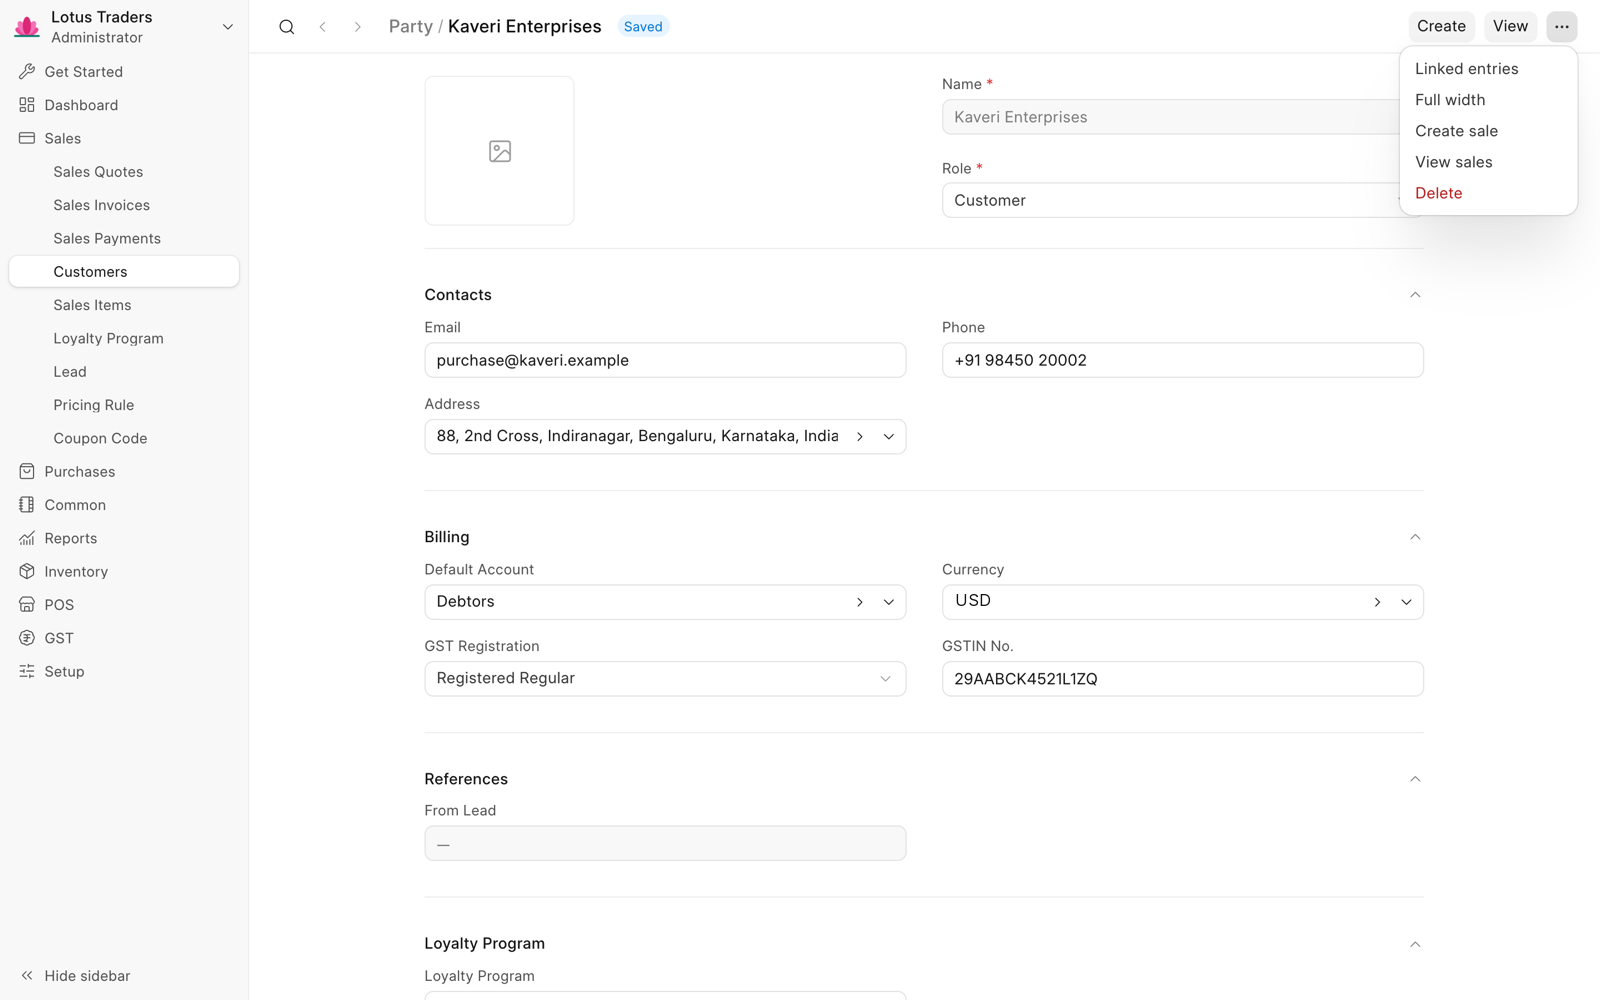 Lotus Traders
Administrator
Get Started
Dashboard
Sales
Sales Quotes
Sales Invoices
Sales Payments
Customers
Sales Items
Loyalty Program
Lead
Pricing Rule
Coupon Code
Purchases
Common
Reports
Inventory
POS
GST
Setup
Hide sidebar
Party / Kaveri Enterprises Saved
Create View ...
Linked entries
Full width
Create sale
View sales
Delete
Name *
Kaveri Enterprises
Role *
Customer
Contacts
Email Phone
purchase@kaveri.example +91 98450 20002
Address
88, 2nd Cross, Indiranagar, Bengaluru, Karnataka, India
Billing
Default Account Currency
Debtors USD
GST Registration GSTIN No.
Registered Regular 29AABCK4521L1ZQ
References
From Lead
—
Loyalty Program
Loyalty Program